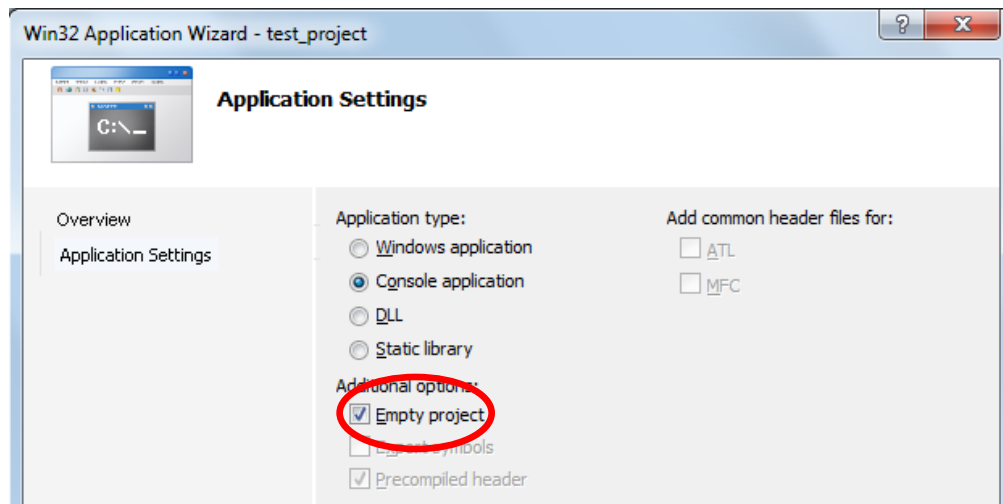 Win32 Application Wizard - test_project
Application Settings
C:\_
Overview
Application Settings
Application type:
Windows application
Console application
DLL
Static library
Additional options:
Empty project
Export symbols
Precompiled header
Add common header files for:
ATL
MFC